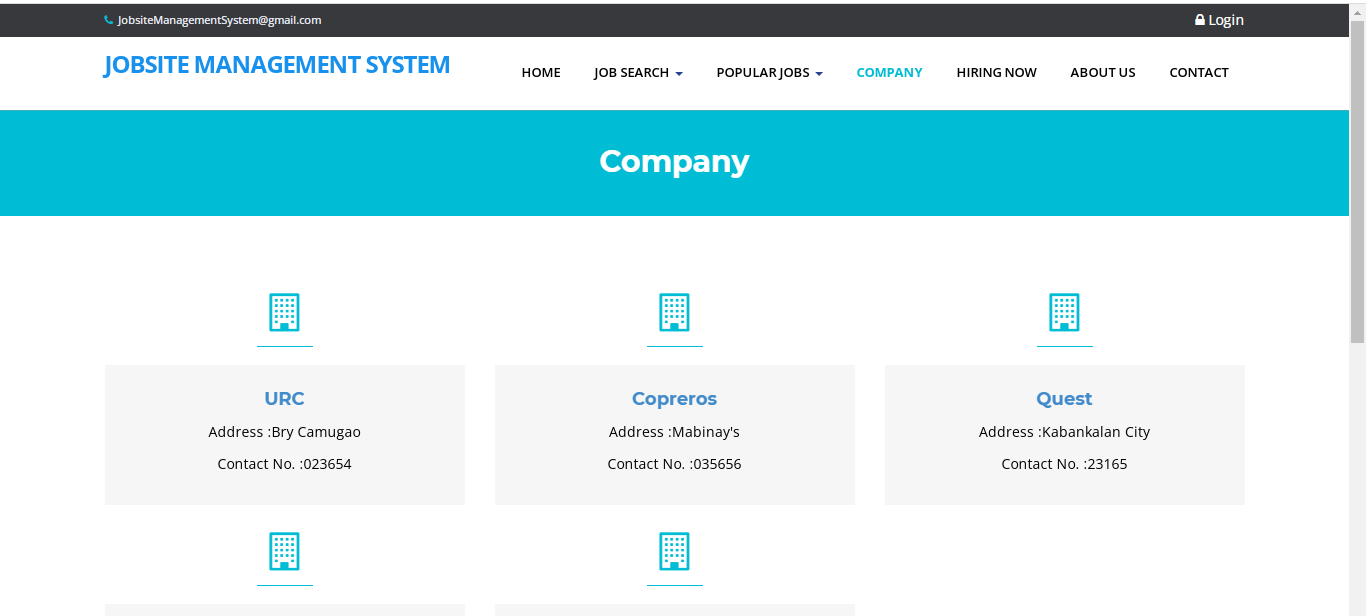 JobsiteManagementSystem@gmail.com
Login
JOBSITE MANAGEMENT SYSTEM
HOME JOB SEARCH POPULAR JOBS COMPANY HIRING NOW ABOUT US CONTACT
Company
URC
Address :Bry Camugao
Contact No. :023654
Copreros
Address :Mabinay's
Contact No. :035656
Quest
Address :Kabankalan City
Contact No. :23165